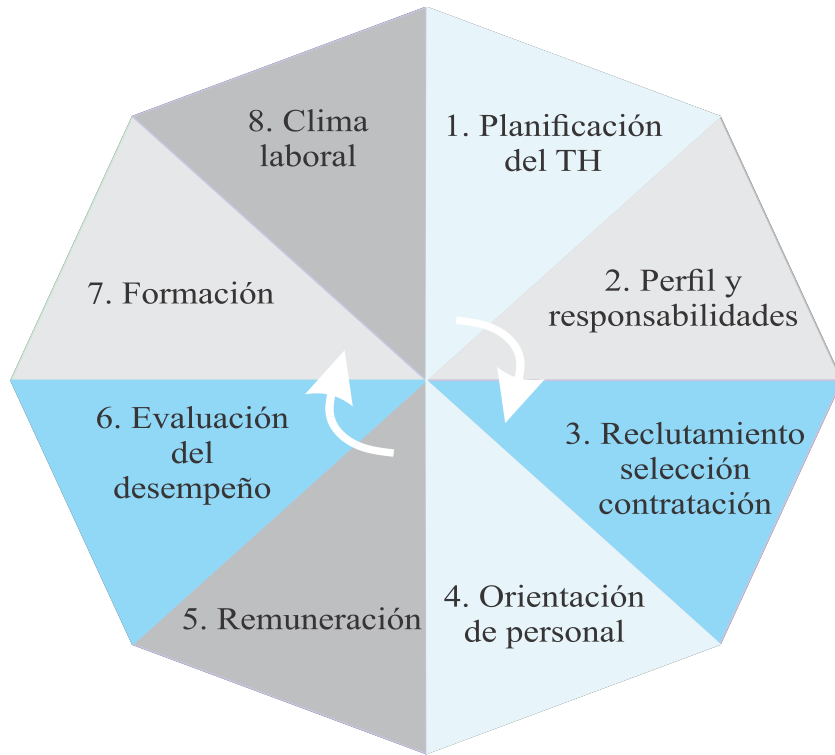 1. Planificación
del TH
2. Perfil y
responsabilidades
3. Reclutamiento
selección
contratación
4. Orientación
de personal
5. Remuneración
6. Evaluación
del
desempeño
7. Formación
8. Clima
laboral